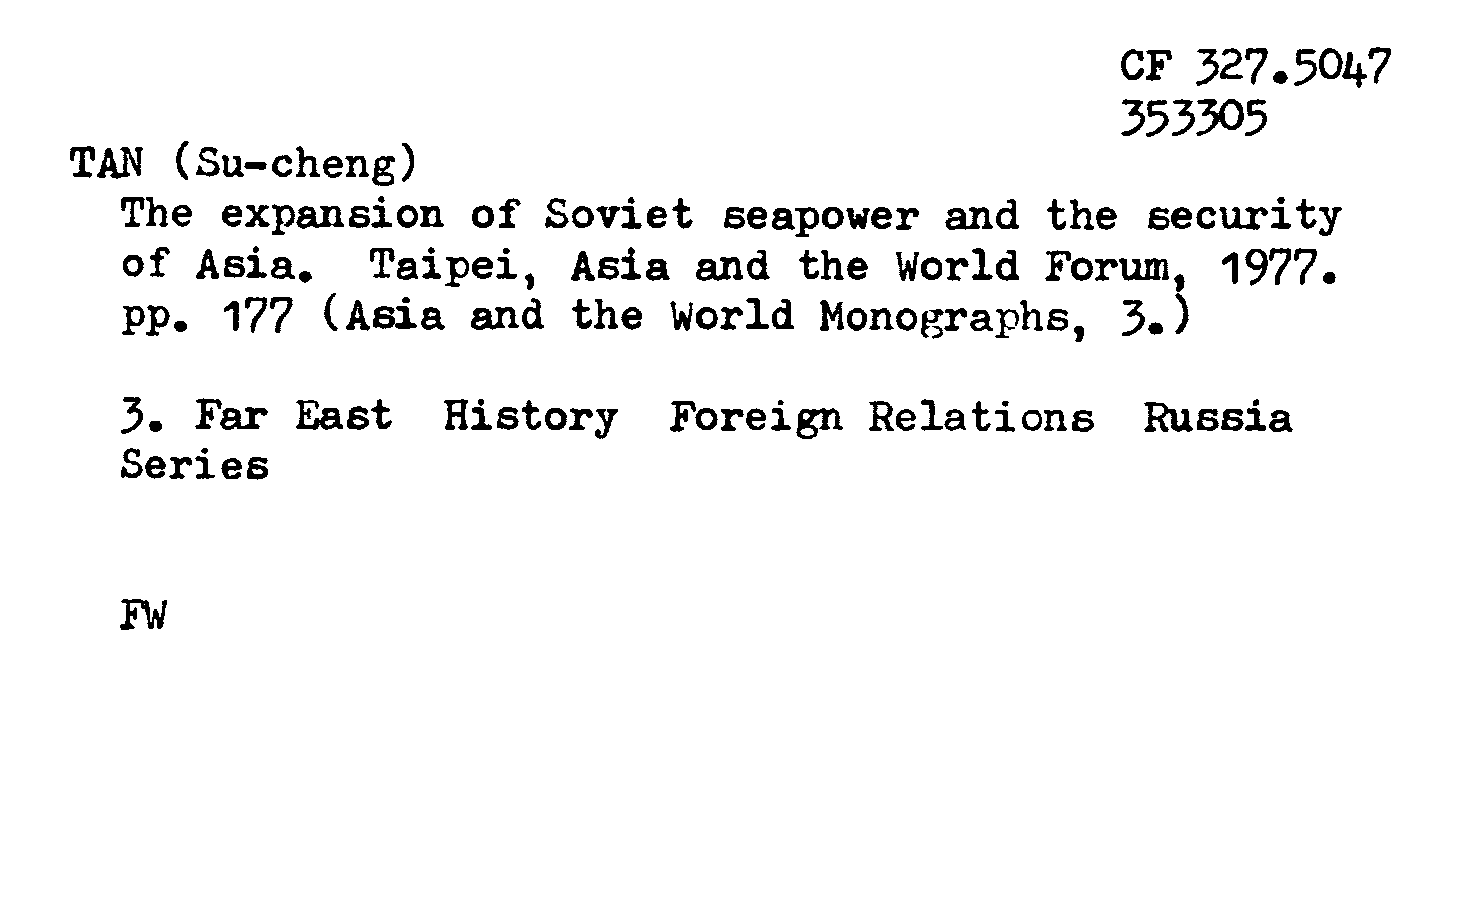 CF 327.5047
353305
TAN (Su-cheng)
The expansion of Soviet seapower and the security
of Asia. Taipei, Asia and the World Forum, 1977.
pp. 177 (Asia and the World Monographs, 3.)
3. Far East History Foreign Relations Russia
Series
FW